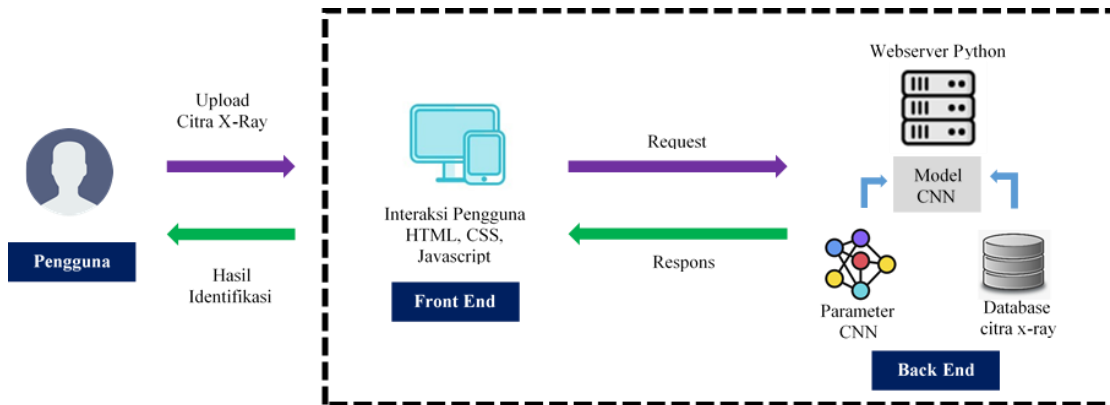 Upload
Citra X-Ray
Pengguna
Hasil
Identifikasi
Interaksi Pengguna
HTML, CSS,
Javascript
Front End
Request
Respons
Webserver Python
Model
CNN
Parameter
CNN
Database
citra x-ray
Back End